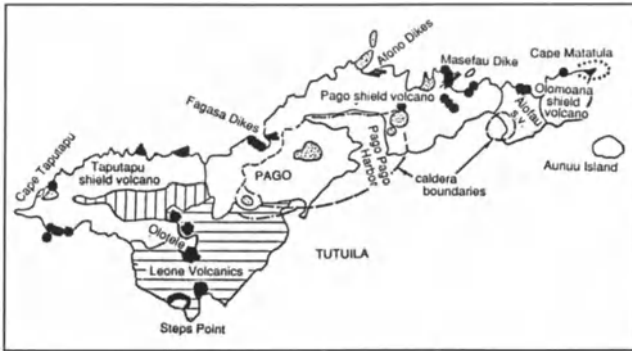 Afono Dikes
Masefau Dike
Cape Matatula
Fagasa Dikes
Pago shield volcano
Olomoana
shield
volcano
Alofau
s.v.
Cape Taputapu
Taputapu
shield volcano
PAGO
Pago Pago
Harbor
caldera
boundaries
Aunuu Island
Olotele
TUTUILA
Leone Volcanics
Steps Point